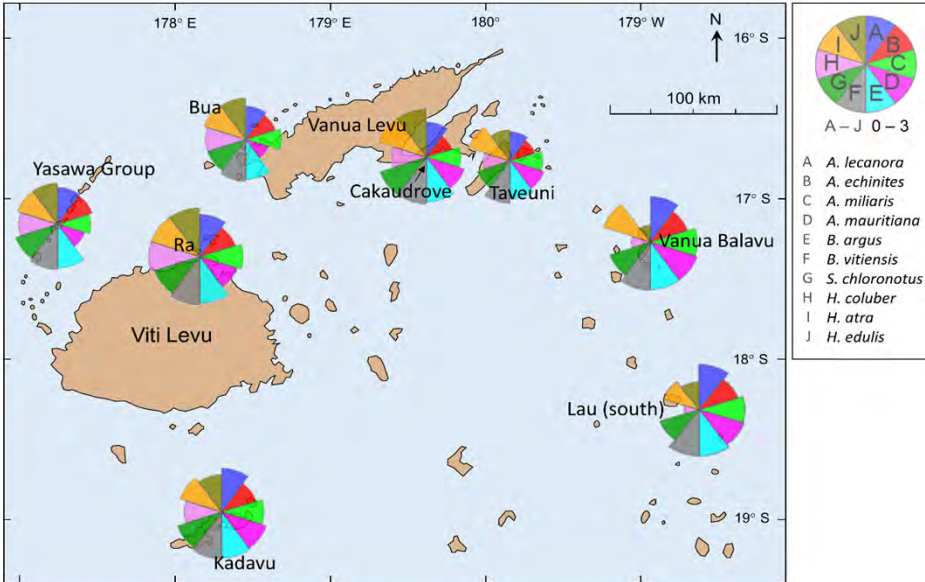 178° E
179° E
180°
179° W
16° S
N
100 km
Bua
Vanua Levu
Yasawa Group
Cakaudrove
Taveuni
17° S
Ra
Vanua Balavu
Viti Levu
18° S
Lau (south)
19° S
Kadavu
J A
I B
H C
G D
F E
A – J 0 – 3
A A. lecanora
B A. echinites
C A. miliaris
D A. mauritiana
E B. argus
F B. vitiensis
G S. chloronotus
H H. coluber
I H. atra
J H. edulis